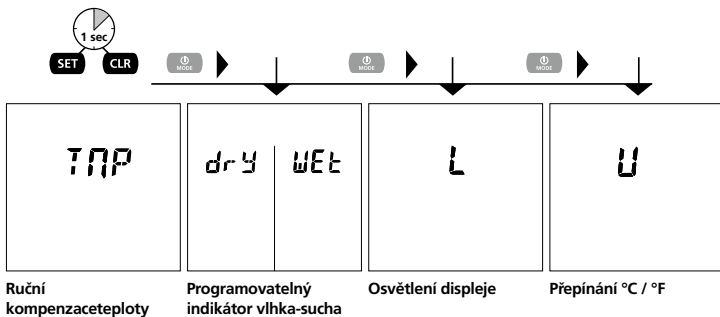 1 sec
SET CLR
MODE MODE MODE
TMP dry WEt L U
Ruční
kompenzaceteploty
Programovatelný
indikátor vlhka-sucha
Osvětlení displeje
Přepínání °C / °F